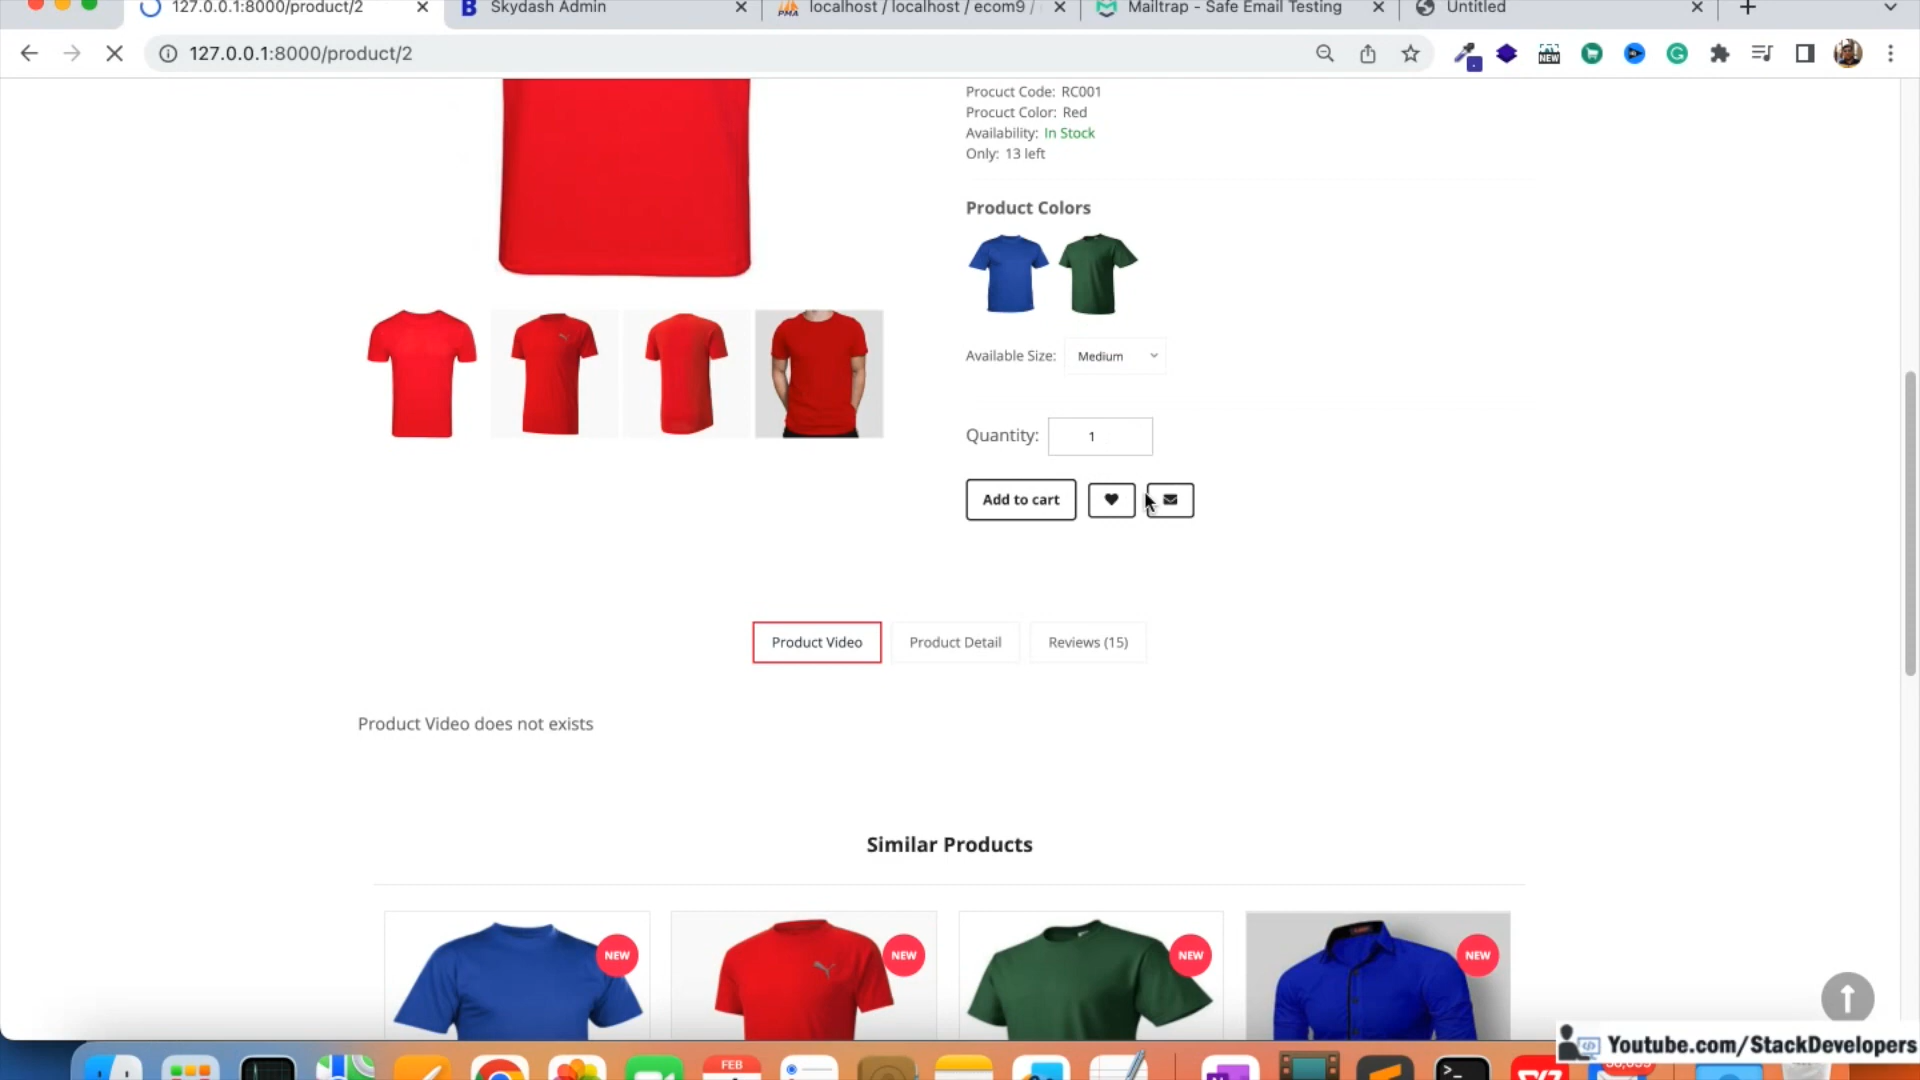 127.0.0.1:8000/product/2
Skydash Admin
localhost / localhost / ecom9 /
Mailtrap - Safe Email Testing
Untitled
127.0.0.1:8000/product/2
Procuct Code: RC001
Procuct Color: Red
Availability: In Stock
Only: 13 left
Product Colors
Available Size: Medium
Quantity: 1
Add to cart
Product Video
Product Detail
Reviews (15)
Product Video does not exists
Similar Products
NEW
NEW
NEW
NEW
Youtube.com/StackDevelopers
FEB